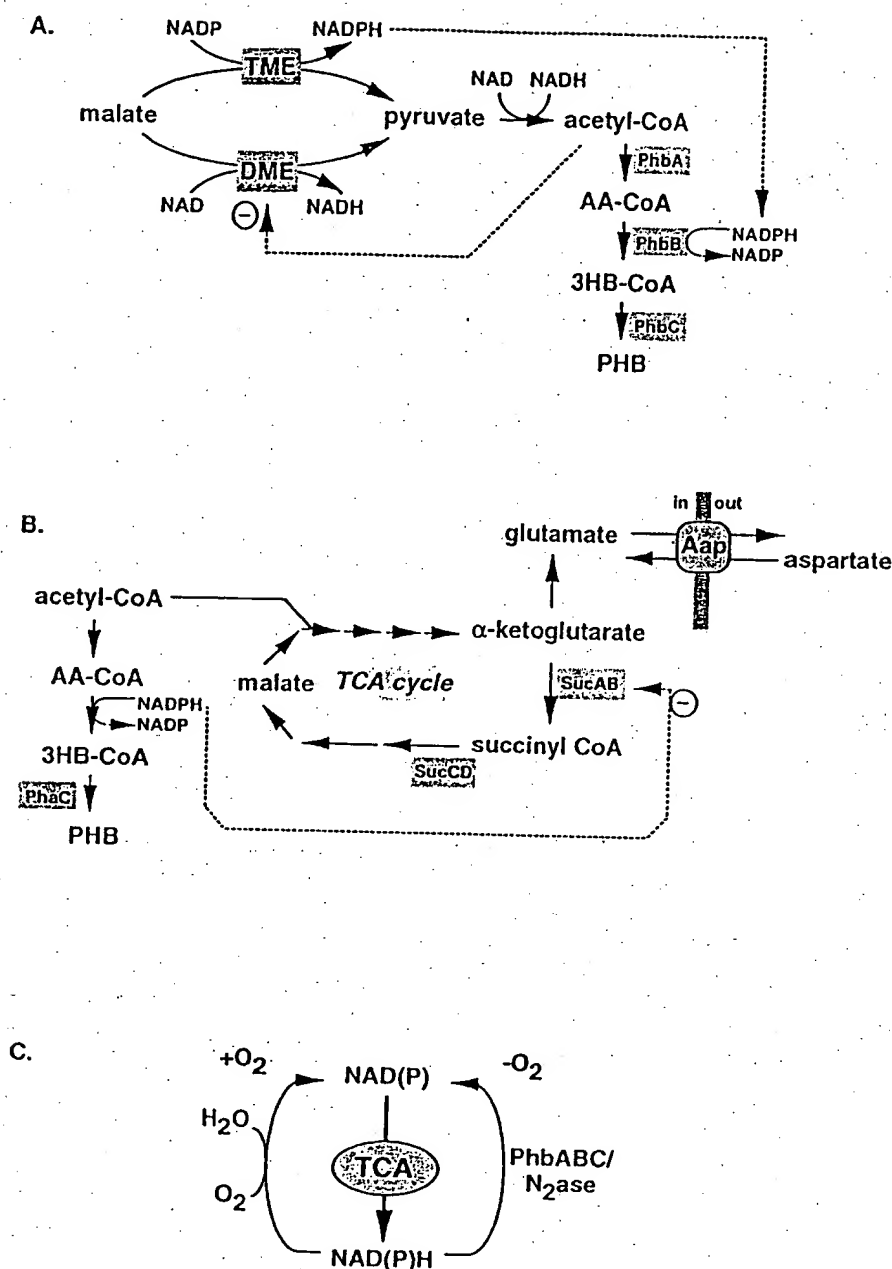 A.
NADP NADPH
TME
NAD NADH
malate pyruvate acetyl-CoA
PhbA
DME
NAD NADH
−
AA-CoA
PhbB NADPH
NADP
3HB-CoA
PhbC
PHB
B.
in out
glutamate Aap
aspartate
acetyl-CoA
α-ketoglutarate
AA-CoA malate TCA cycle SucAB
NADPH −
NADP
3HB-CoA succinyl CoA
SucCD
PhaC
PHB
C.
+O2 NAD(P) -O2
H2O
TCA PhbABC/
N2ase
O2
NAD(P)H